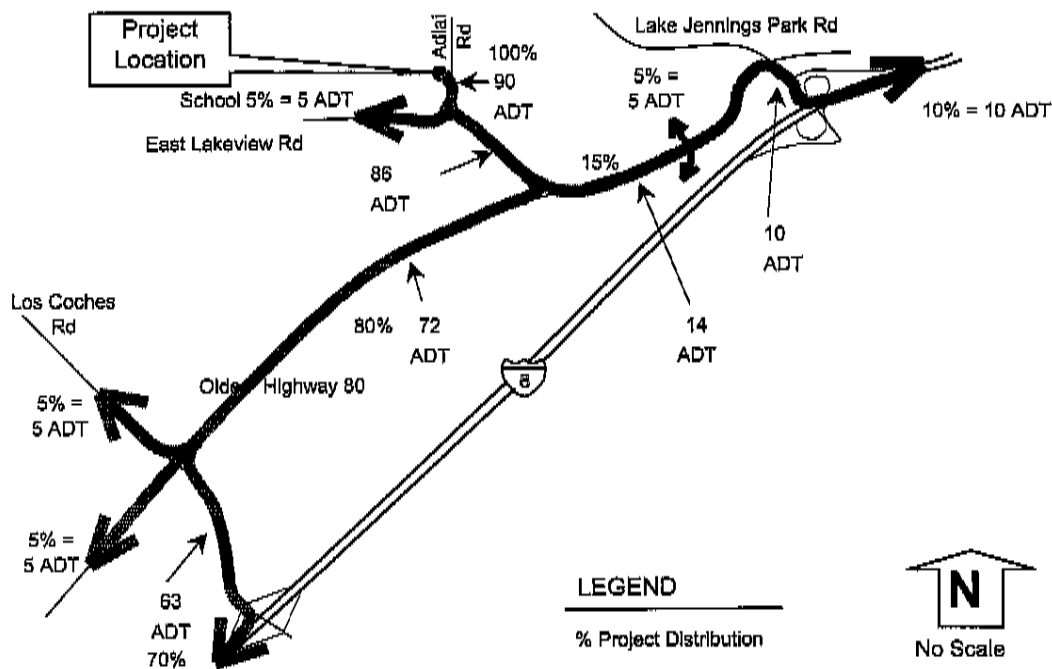 Project
Location
Adlai
Rd
100%
90
ADT
Lake Jennings Park Rd
School 5% = 5 ADT
East Lakeview Rd
5% =
5 ADT
10% = 10 ADT
86
ADT
15%
10
ADT
Los Coches
Rd
80%
72
ADT
14
ADT
8
Olde Highway 80
5% =
5 ADT
5% =
5 ADT
63
ADT
70%
LEGEND
% Project Distribution
N
No Scale